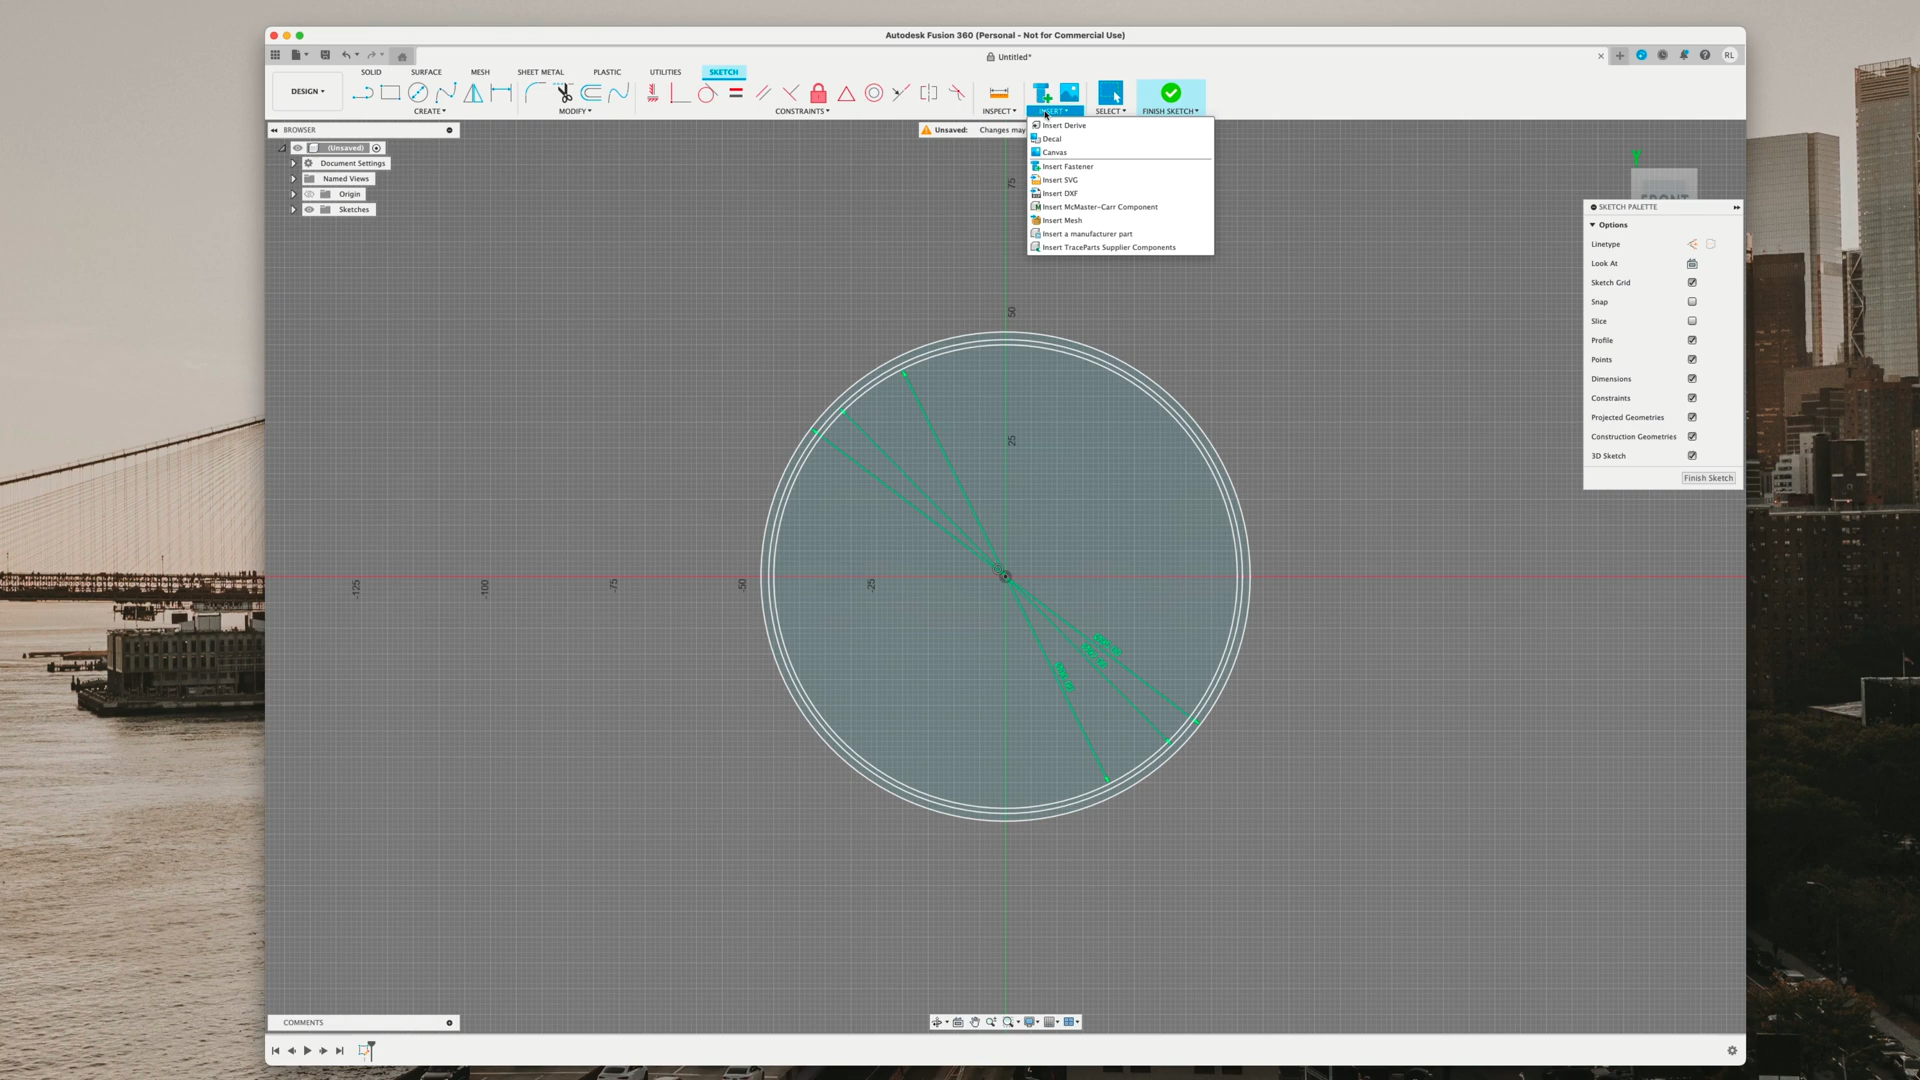 Autodesk Fusion 360 (Personal - Not for Commercial Use)
Untitled*
RL
SOLID
SURFACE
MESH
SHEET METAL
PLASTIC
UTILITIES
SKETCH
DESIGN
CREATE
MODIFY
CONSTRAINTS
INSPECT
INSERT
SELECT
FINISH SKETCH
BROWSER
(Unsaved)
Document Settings
Named Views
Origin
Sketches
Unsaved: Changes may
Insert Derive
Decal
Canvas
Insert Fastener
Insert SVG
Insert DXF
Insert McMaster-Carr Component
Insert Mesh
Insert a manufacturer part
Insert TraceParts Supplier Components
Y
FRONT
SKETCH PALETTE
Options
Linetype
Look At
Sketch Grid
Snap
Slice
Profile
Points
Dimensions
Constraints
Projected Geometries
Construction Geometries
3D Sketch
Finish Sketch
75
50
25
-125
-100
-75
-50
-25
COMMENTS